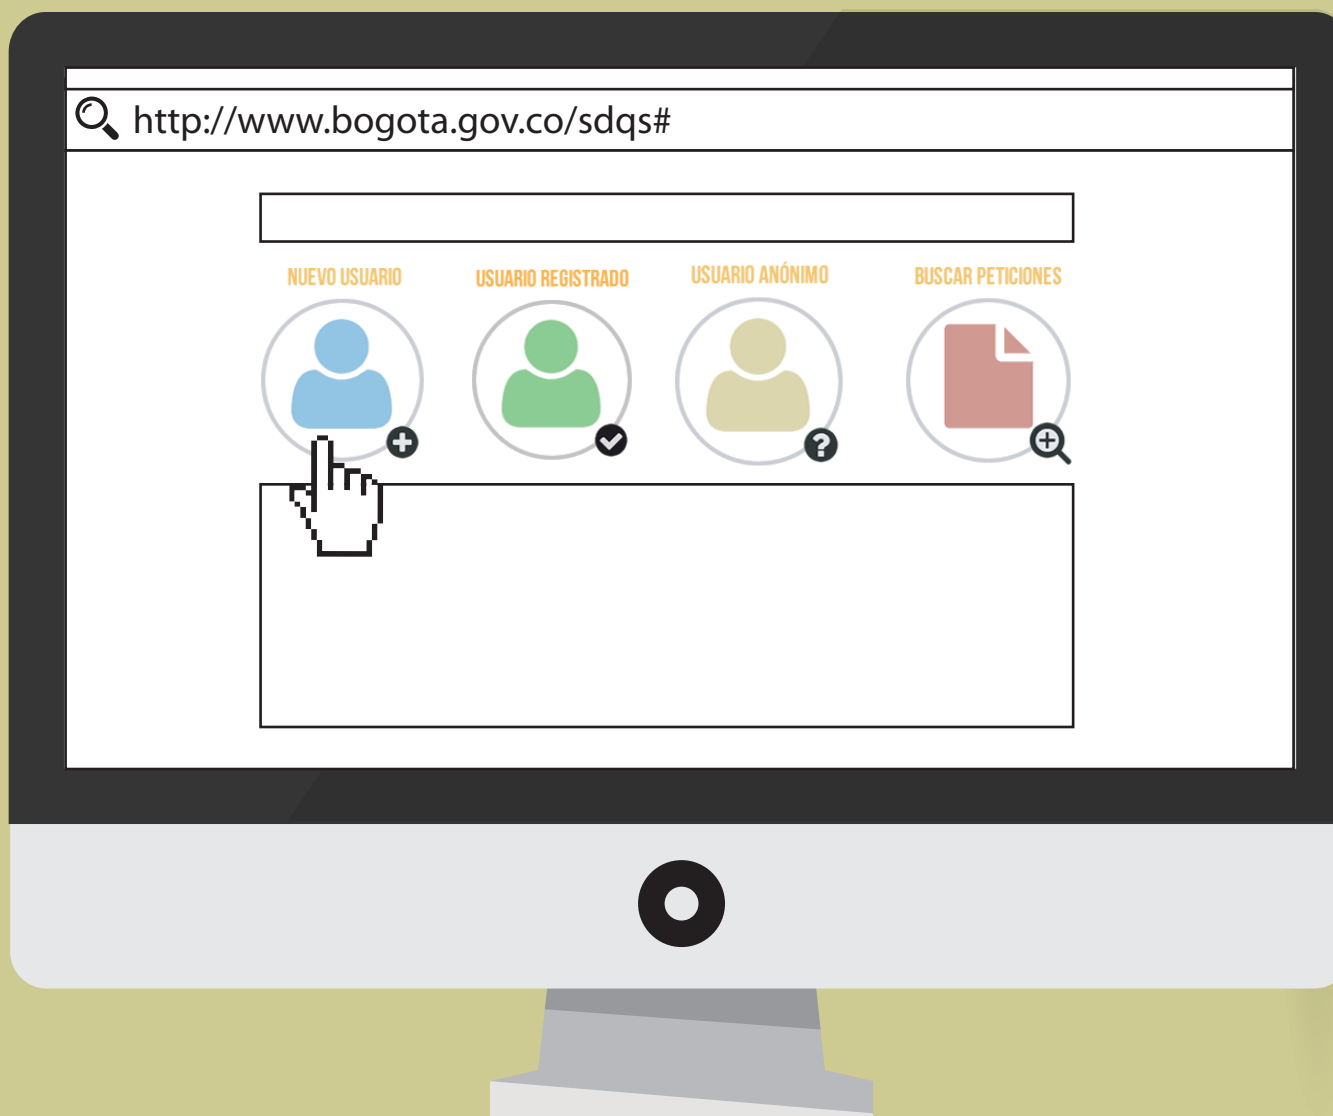 http://www.bogota.gov.co/sdqs#
NUEVO USUARIO
USUARIO REGISTRADO
USUARIO ANÓNIMO
BUSCAR PETICIONES